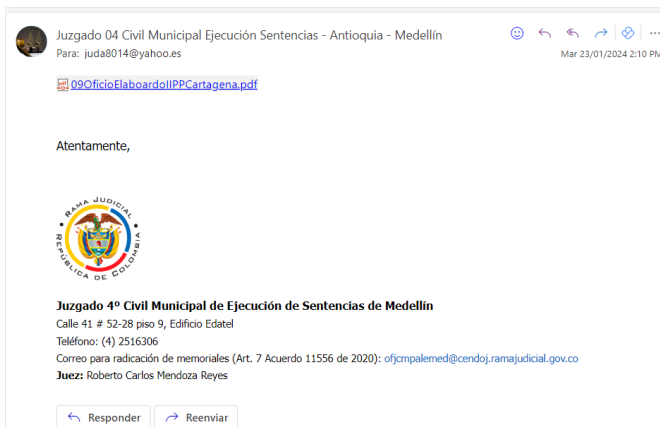 Juzgado 04 Civil Municipal Ejecución Sentencias - Antioquia - Medellín
Para: juda8014@yahoo.es
Mar 23/01/2024 2:10 PM
09OficioElaboardoIIPPCartagena.pdf
Atentamente,
RAMA JUDICIAL
REPÚBLICA DE COLOMBIA
Juzgado 4º Civil Municipal de Ejecución de Sentencias de Medellín
Calle 41 # 52-28 piso 9, Edificio Edatel
Teléfono: (4) 2516306
Correo para radicación de memoriales (Art. 7 Acuerdo 11556 de 2020): ofjcmpalemed@cendoj.ramajudicial.gov.co
Juez: Roberto Carlos Mendoza Reyes
Responder Reenviar